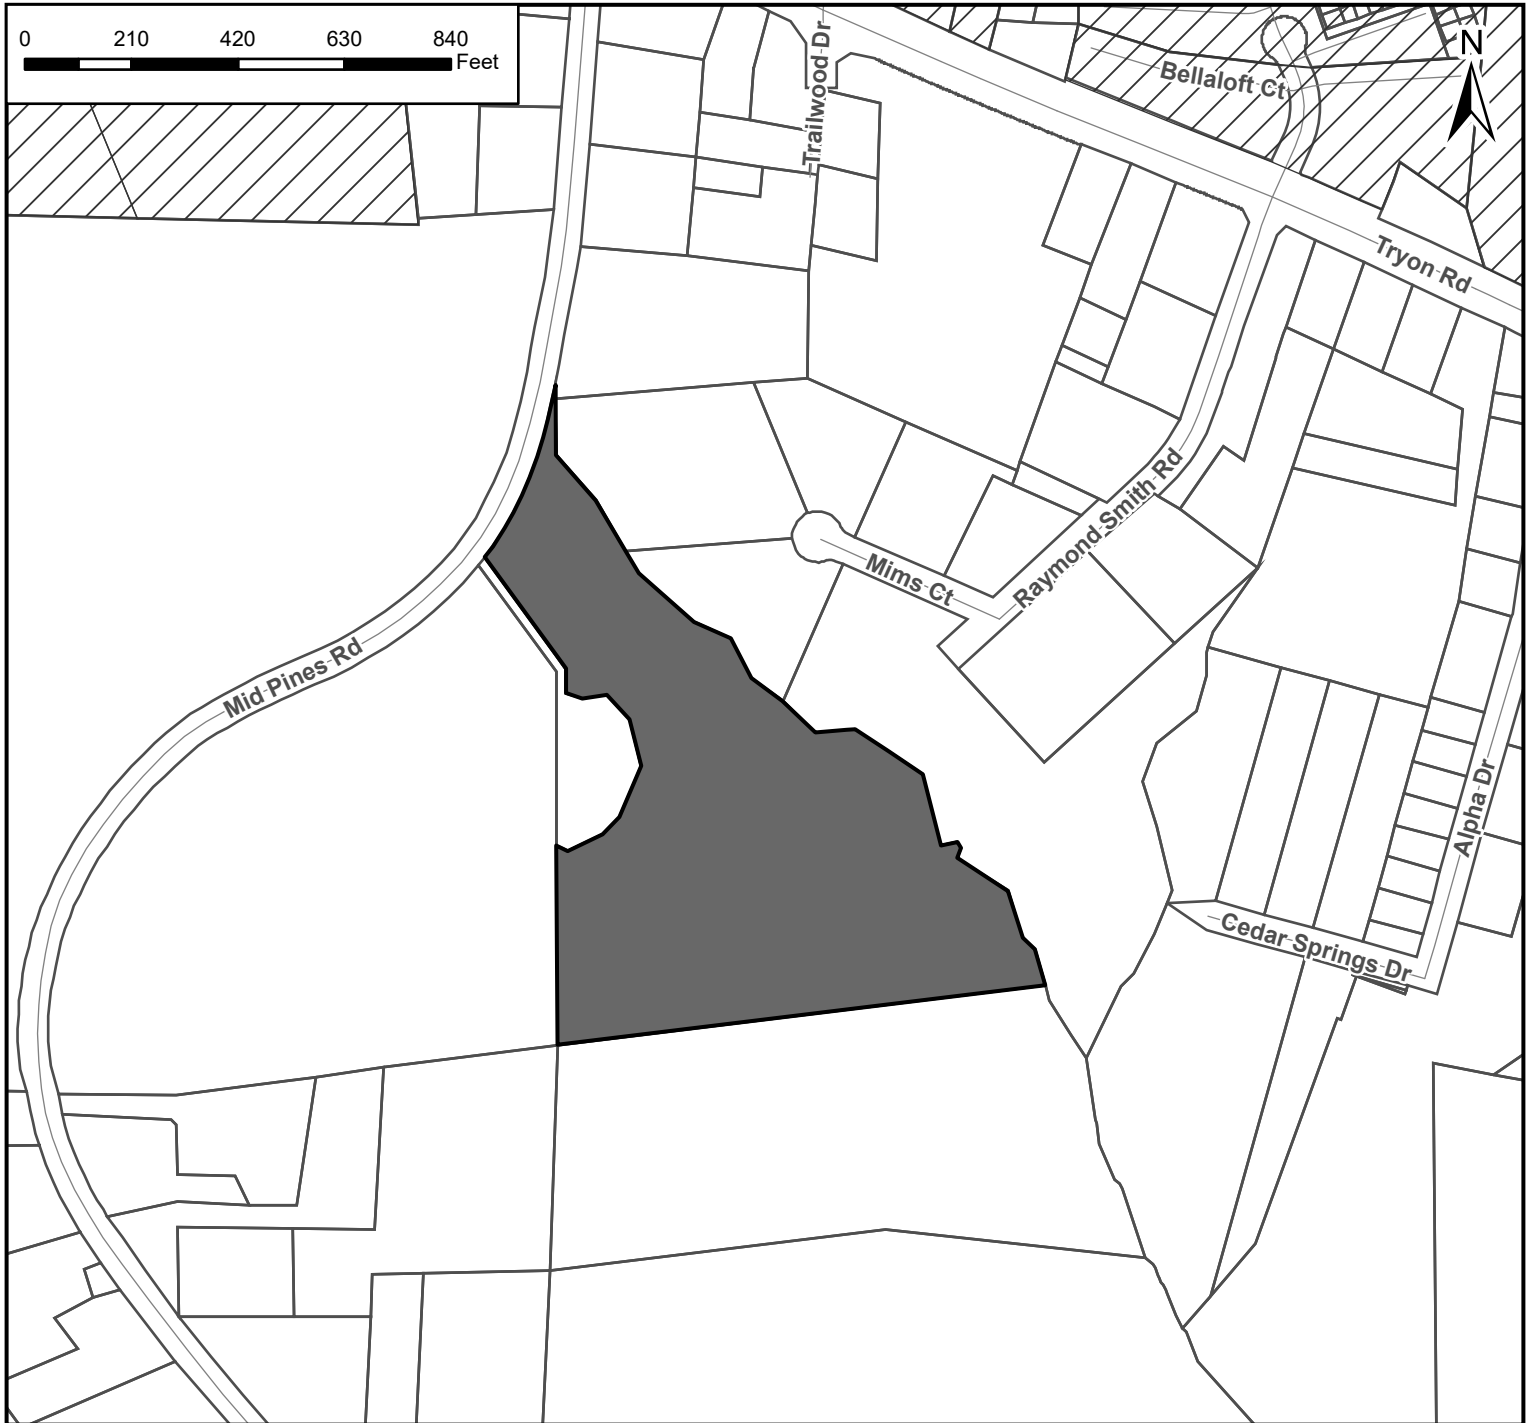 0 210 420 630 840
Feet
N
Trailwood Dr
Bellaloft Ct
Tryon Rd
Raymond Smith Rd
Mims Ct
Mid Pines Rd
Alpha Dr
Cedar Springs Dr